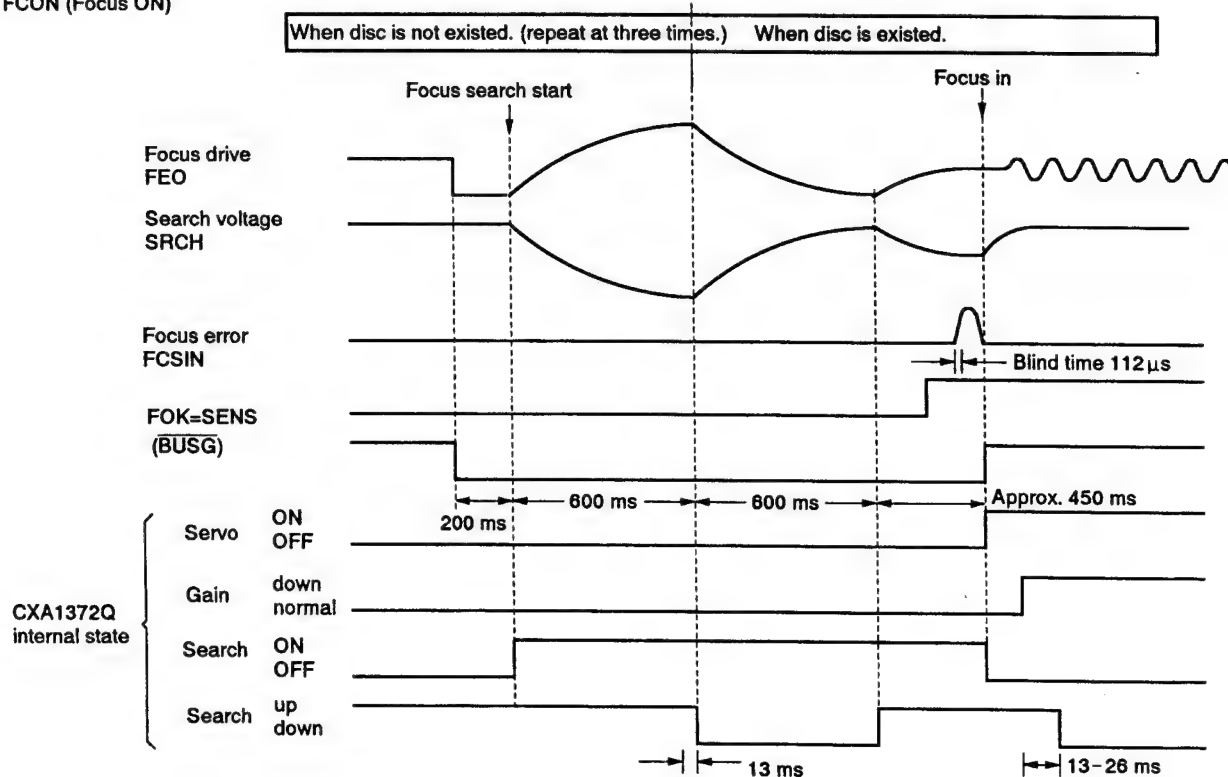 FCON (Focus ON)
When disc is not existed. (repeat at three times.) When disc is existed.
Focus search start
Focus in
Focus drive
FEO
Search voltage
SRCH
Focus error
FCSIN
Blind time 112 µs
FOK=SENS
(BUSG)
600 ms
600 ms
Approx. 450 ms
200 ms
CXA1372Q
internal state
Servo
ON
OFF
Gain
down
normal
Search
ON
OFF
Search
up
down
13 ms
13-26 ms